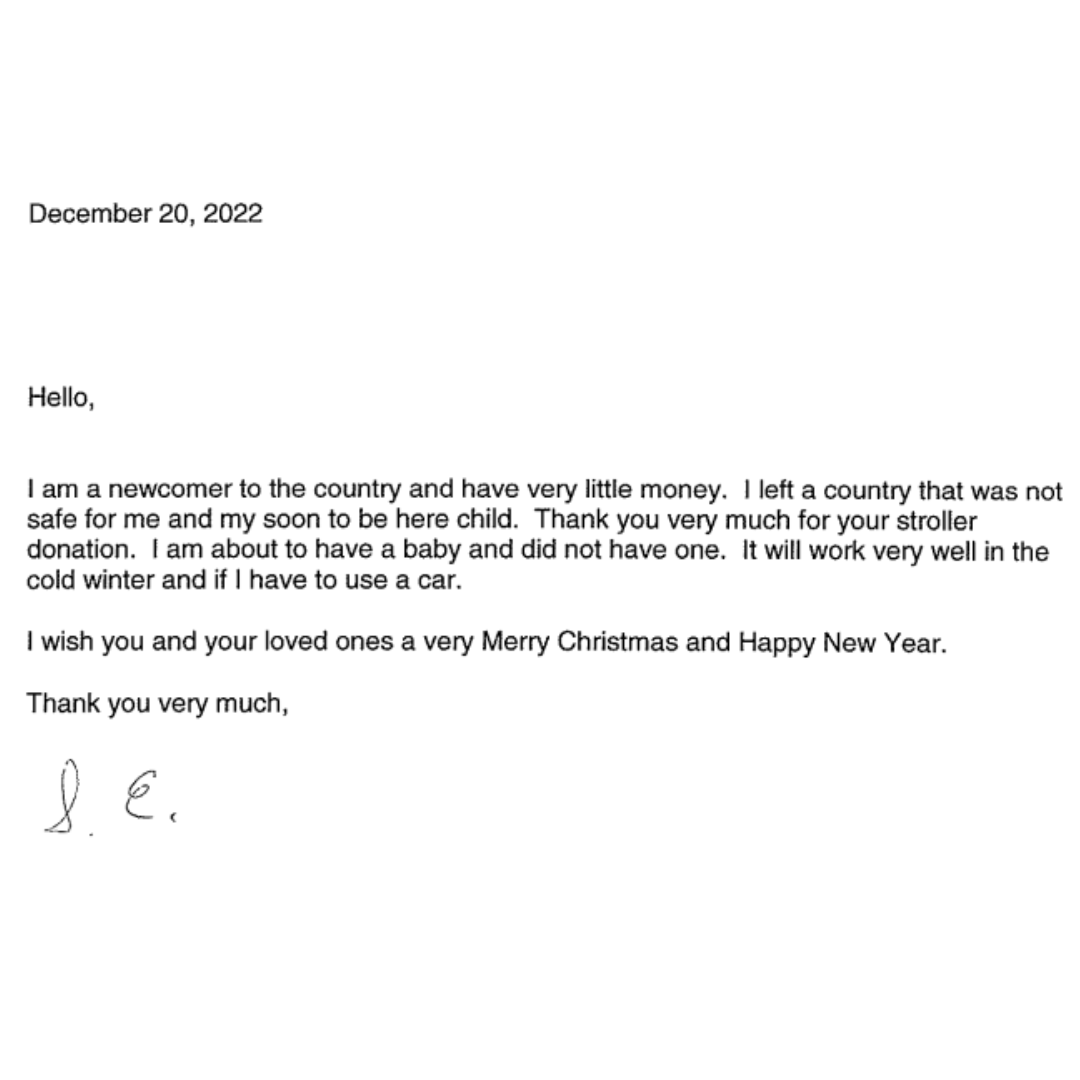 December 20, 2022
Hello,
I am a newcomer to the country and have very little money.  I left a country that was not
safe for me and my soon to be here child.  Thank you very much for your stroller
donation.  I am about to have a baby and did not have one.  It will work very well in the
cold winter and if I have to use a car.
I wish you and your loved ones a very Merry Christmas and Happy New Year.
Thank you very much,
S. E.